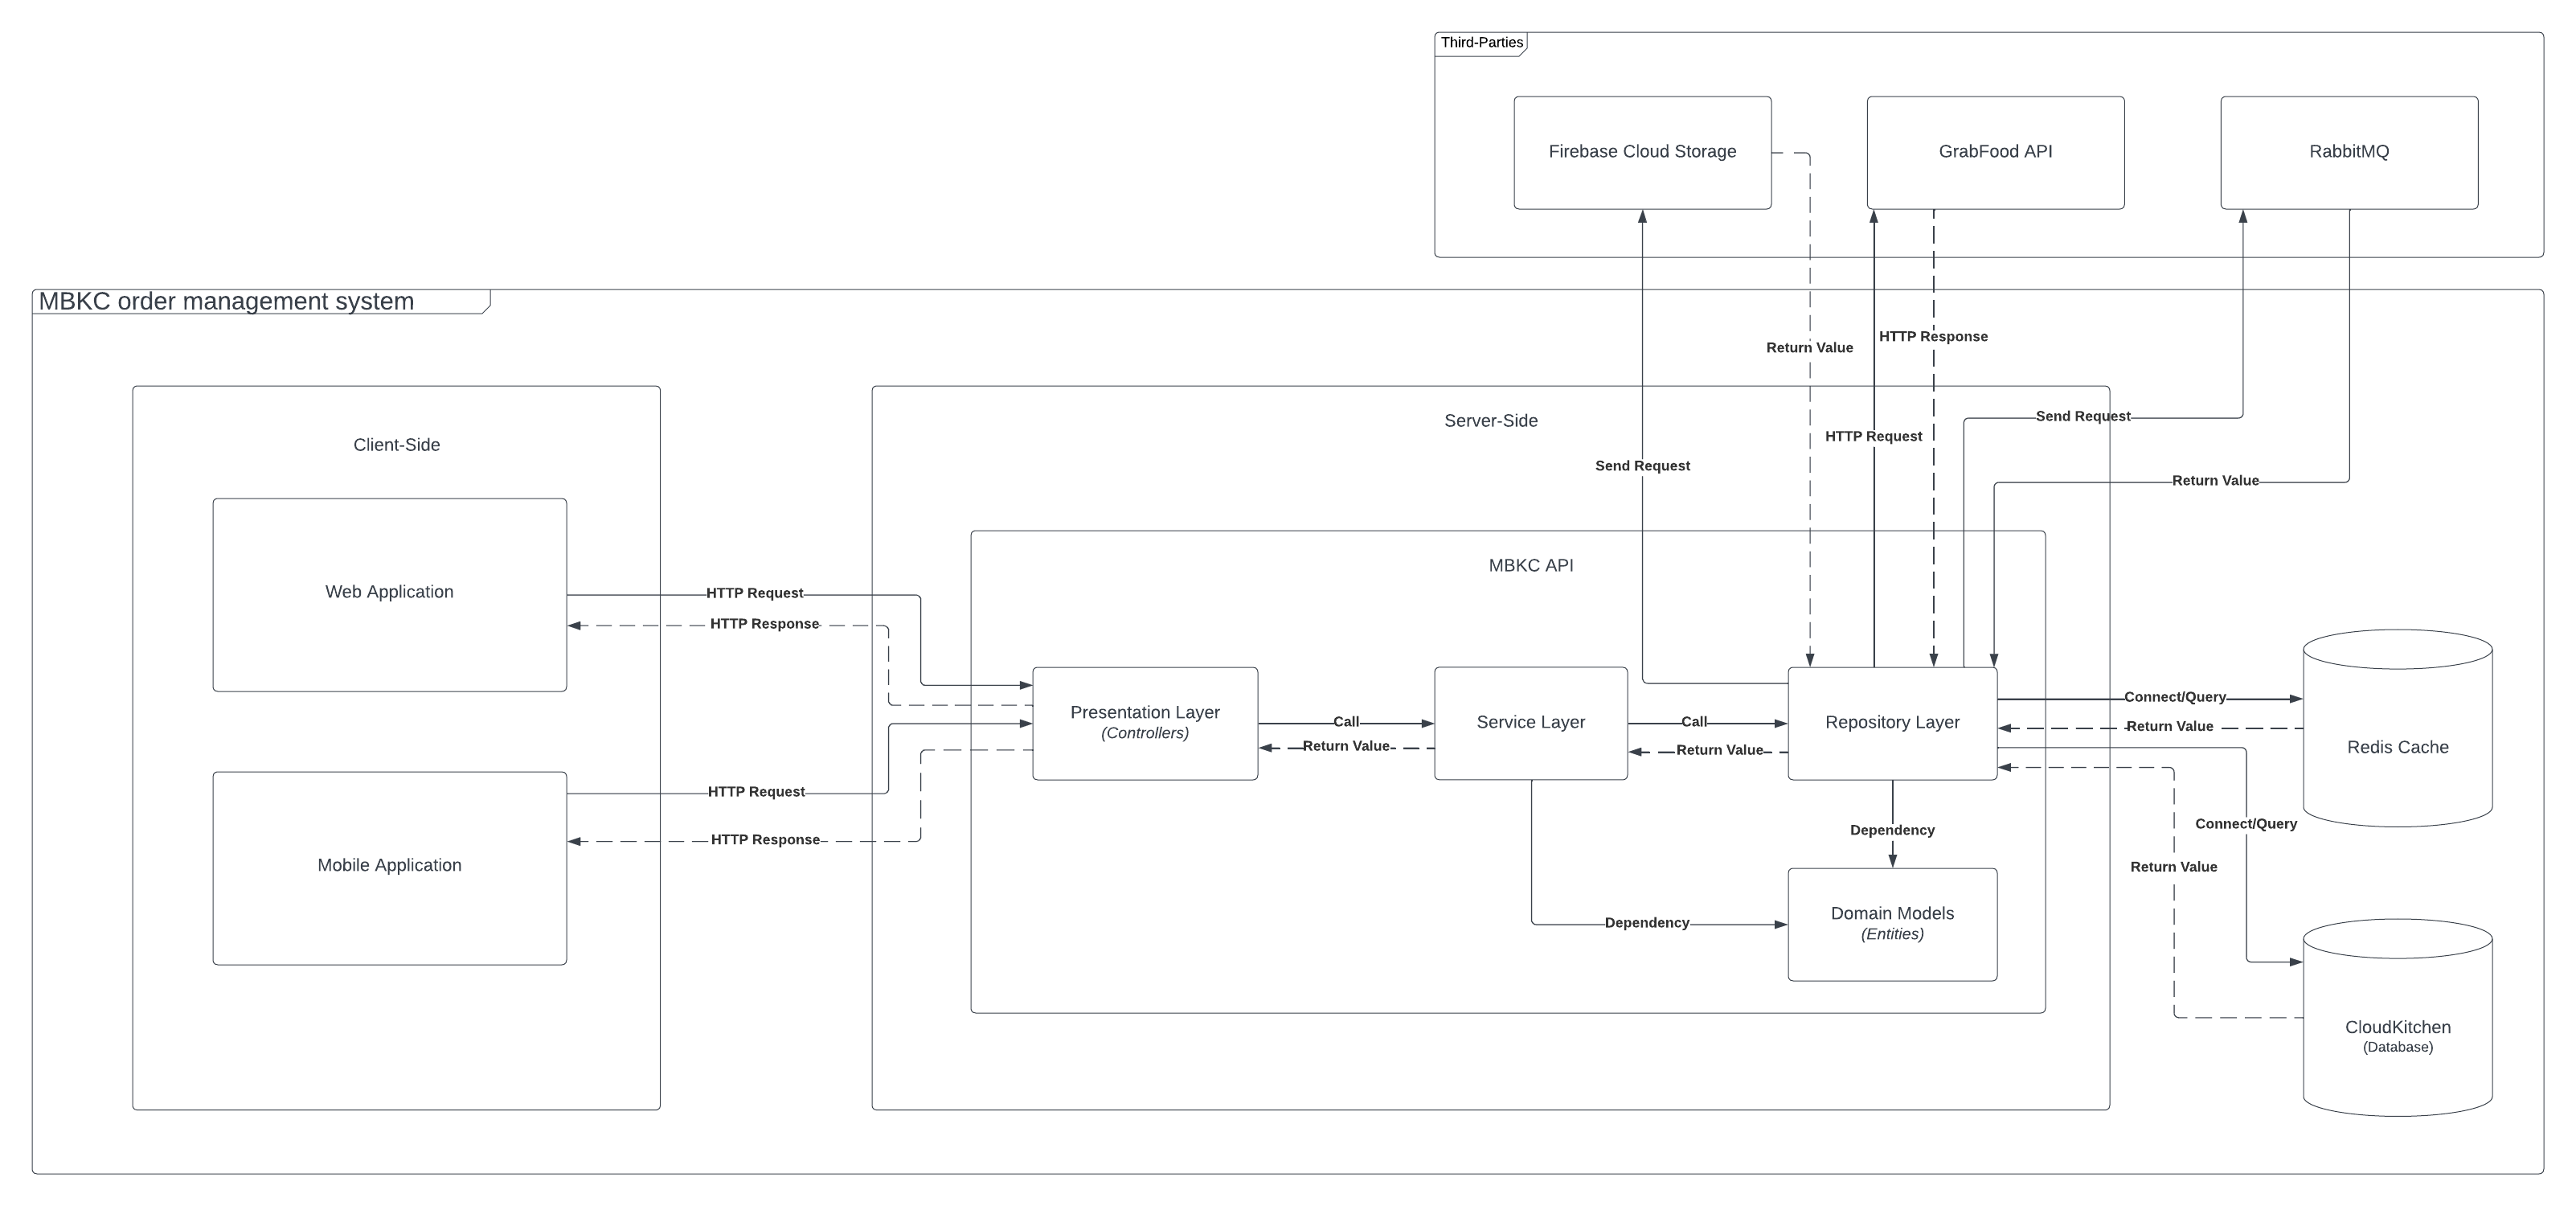 Third-Parties
Firebase Cloud Storage
GrabFood API
RabbitMQ
MBKC order management system
HTTP Response
Return Value
Send Request
Client-Side
Server-Side
HTTP Request
Send Request
Return Value
MBKC API
Web Application
HTTP Request
HTTP Response
Presentation Layer
(Controllers)
Call
Return Value
Service Layer
Call
Return Value
Repository Layer
Connect/Query
Return Value
Redis Cache
HTTP Request
HTTP Response
Mobile Application
Dependency
Connect/Query
Return Value
Dependency
Domain Models
(Entities)
CloudKitchen
(Database)